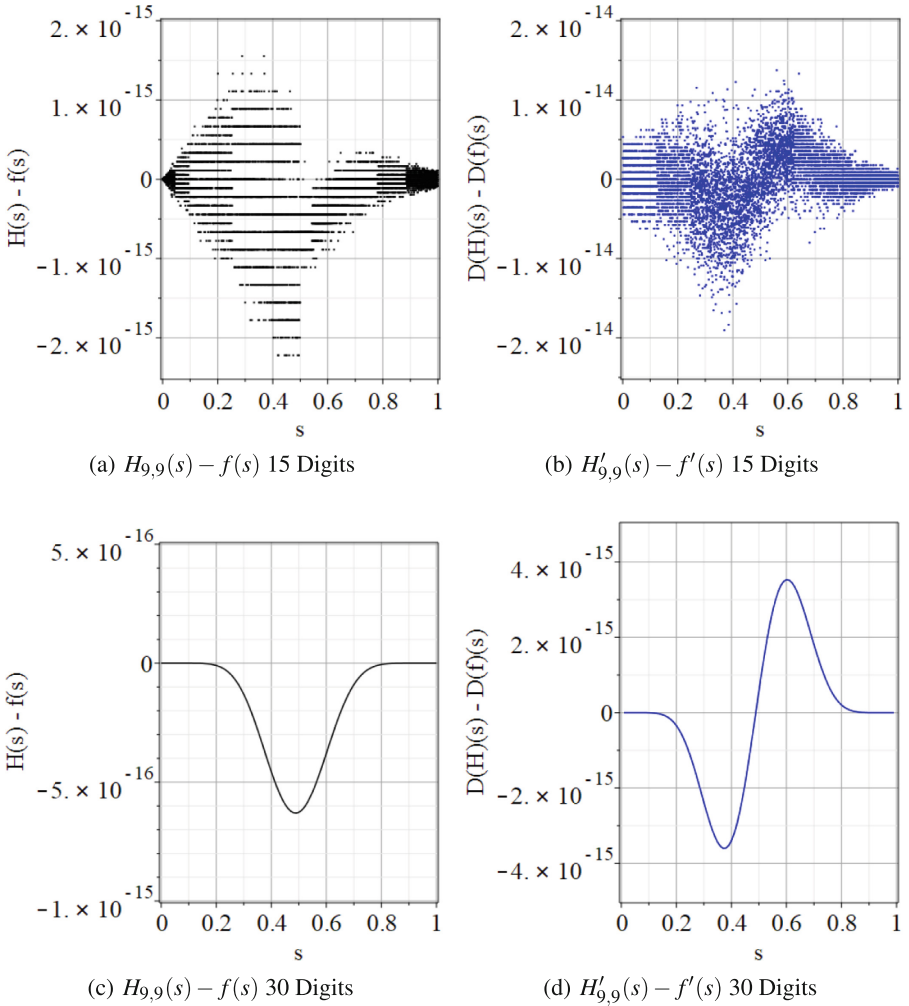 2. × 10^-15
1. × 10^-15
0
−1. × 10^-15
−2. × 10^-15
H(s) - f(s)
0 0.2 0.4 0.6 0.8 1
s
(a) H9,9(s) − f(s) 15 Digits
2. × 10^-14
1. × 10^-14
0
−1. × 10^-14
−2. × 10^-14
D(H)(s) - D(f)(s)
0 0.2 0.4 0.6 0.8 1
s
(b) H′9,9(s) − f′(s) 15 Digits
5. × 10^-16
0
−5. × 10^-16
−1. × 10^-15
H(s) - f(s)
0 0.2 0.4 0.6 0.8 1
s
(c) H9,9(s) − f(s) 30 Digits
4. × 10^-15
2. × 10^-15
0
−2. × 10^-15
−4. × 10^-15
D(H)(s) - D(f)(s)
0 0.2 0.4 0.6 0.8 1
s
(d) H′9,9(s) − f′(s) 30 Digits